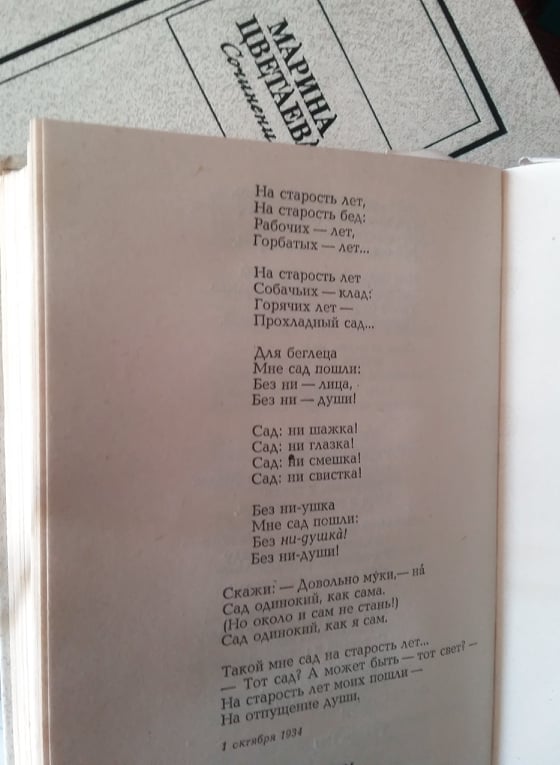 МАРИНА
ЦВЕТАЕВА
Сочинени
На старость лет,
На старость бед:
Рабочих — лет,
Горбатых — лет...
На старость лет
Собачьих — клад:
Горячих лет —
Прохладный сад...
Для беглеца
Мне сад пошли:
Без ни — лица,
Без ни — души!
Сад: ни шажка!
Сад: ни глазка!
Сад: ни смешка!
Сад: ни свистка!
Без ни-ушка
Мне сад пошли:
Без ни-душка̀!
Без ни-души!
Скажи: — Довольно му́ки,— на́
Сад одинокий, как сама.
(Но около и сам не стань!)
Сад одинокий, как я сам.
Такой мне сад на старость лет...
— Тот сад? А может быть — тот свет? —
На старость лет моих пошли —
На отпущение души.
1 октября 1934